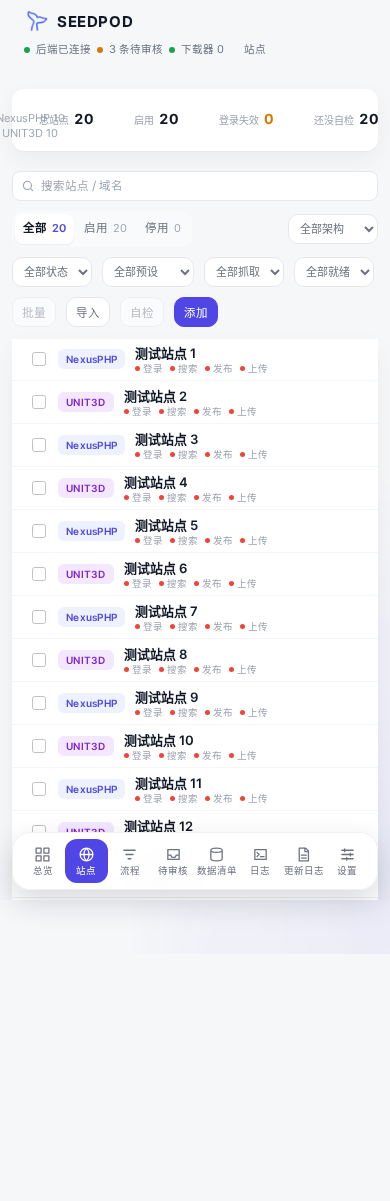 SEEDPOD
后端已连接 3 条待审核 下载器 0 站点
总站点 20 启用 20 登录失效 0 还没自检 20
UNIT3D 10
搜索站点 / 域名
全部 20 启用 20 停用 0 全部架构
全部状态 全部预设 全部抓取 全部就绪
批量 导入 自检 添加
NexusPHP 测试站点 1
登录 搜索 发布 上传
UNIT3D 测试站点 2
登录 搜索 发布 上传
NexusPHP 测试站点 3
登录 搜索 发布 上传
UNIT3D 测试站点 4
登录 搜索 发布 上传
NexusPHP 测试站点 5
登录 搜索 发布 上传
UNIT3D 测试站点 6
登录 搜索 发布 上传
NexusPHP 测试站点 7
登录 搜索 发布 上传
UNIT3D 测试站点 8
登录 搜索 发布 上传
NexusPHP 测试站点 9
登录 搜索 发布 上传
UNIT3D 测试站点 10
登录 搜索 发布 上传
NexusPHP 测试站点 11
登录 搜索 发布 上传
UNIT3D 测试站点 12
总览 站点 流程 待审核 数据清单 日志 更新日志 设置